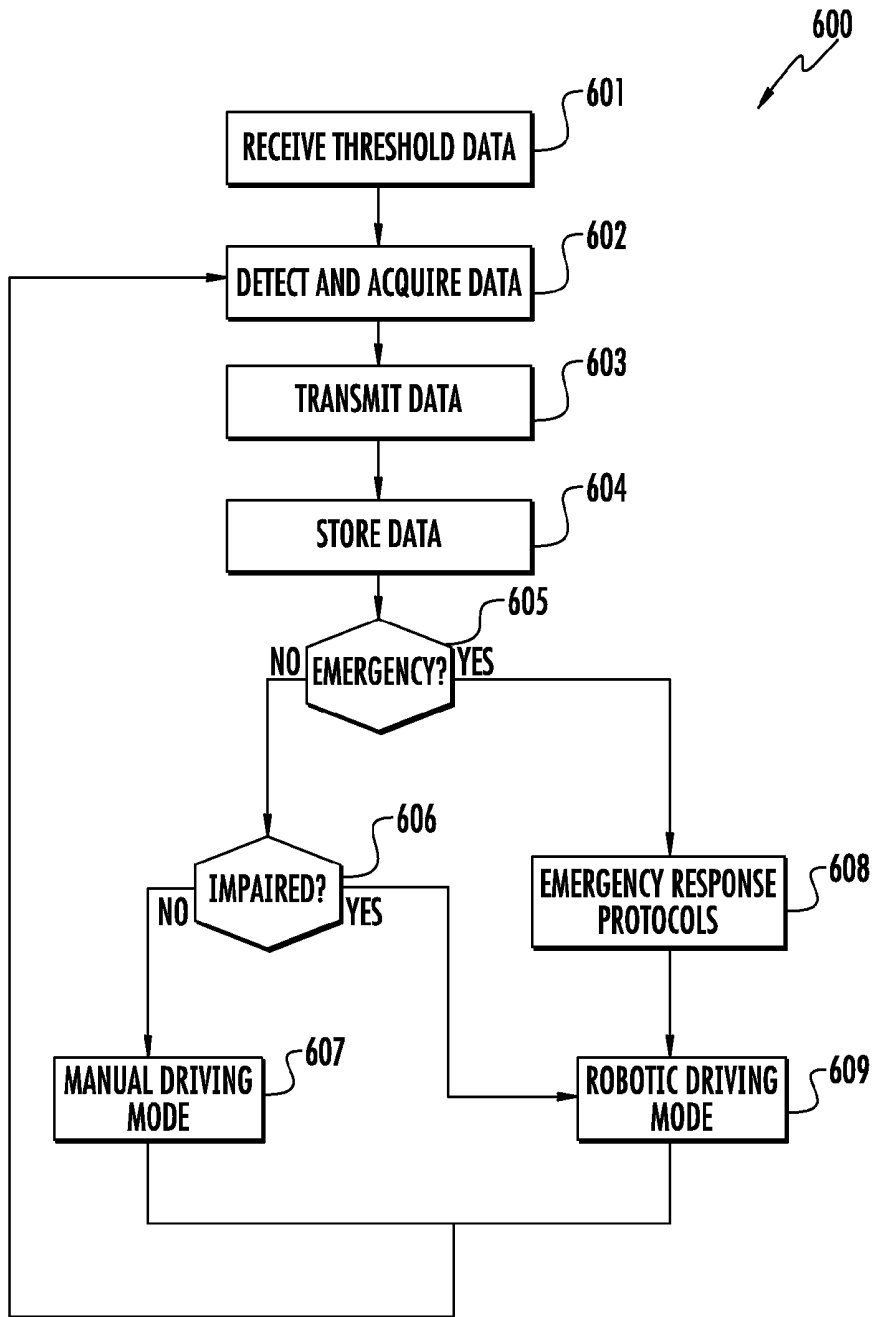 600
601
RECEIVE THRESHOLD DATA
602
DETECT AND ACQUIRE DATA
603
TRANSMIT DATA
604
STORE DATA
605
NO
EMERGENCY?
YES
606
IMPAIRED?
NO
YES
608
EMERGENCY RESPONSE
PROTOCOLS
607
MANUAL DRIVING
MODE
609
ROBOTIC DRIVING
MODE